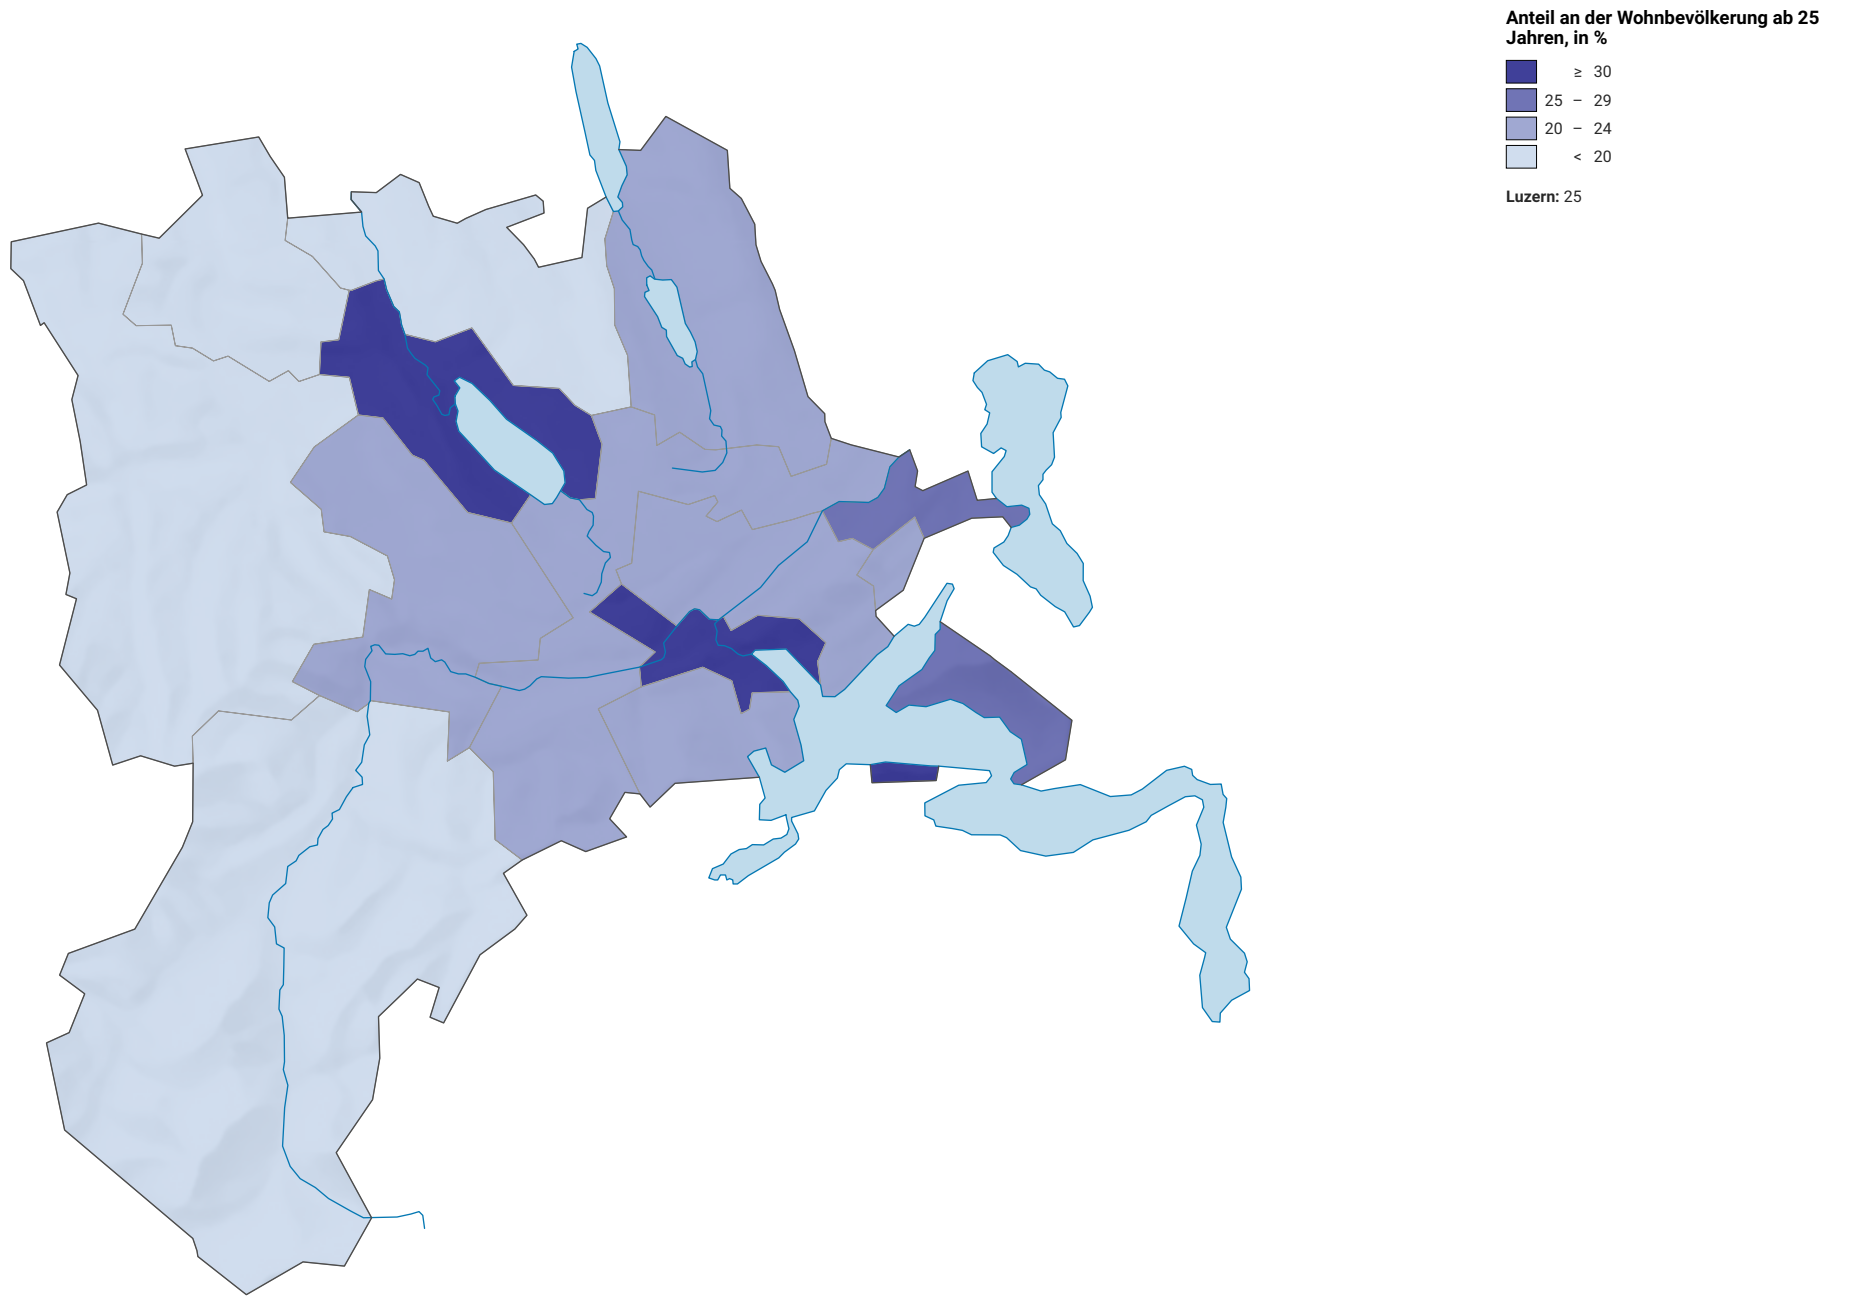 Anteil an der Wohnbevölkerung ab 25
Jahren, in %
≥ 30
25 – 29
20 – 24
< 20
Luzern: 25